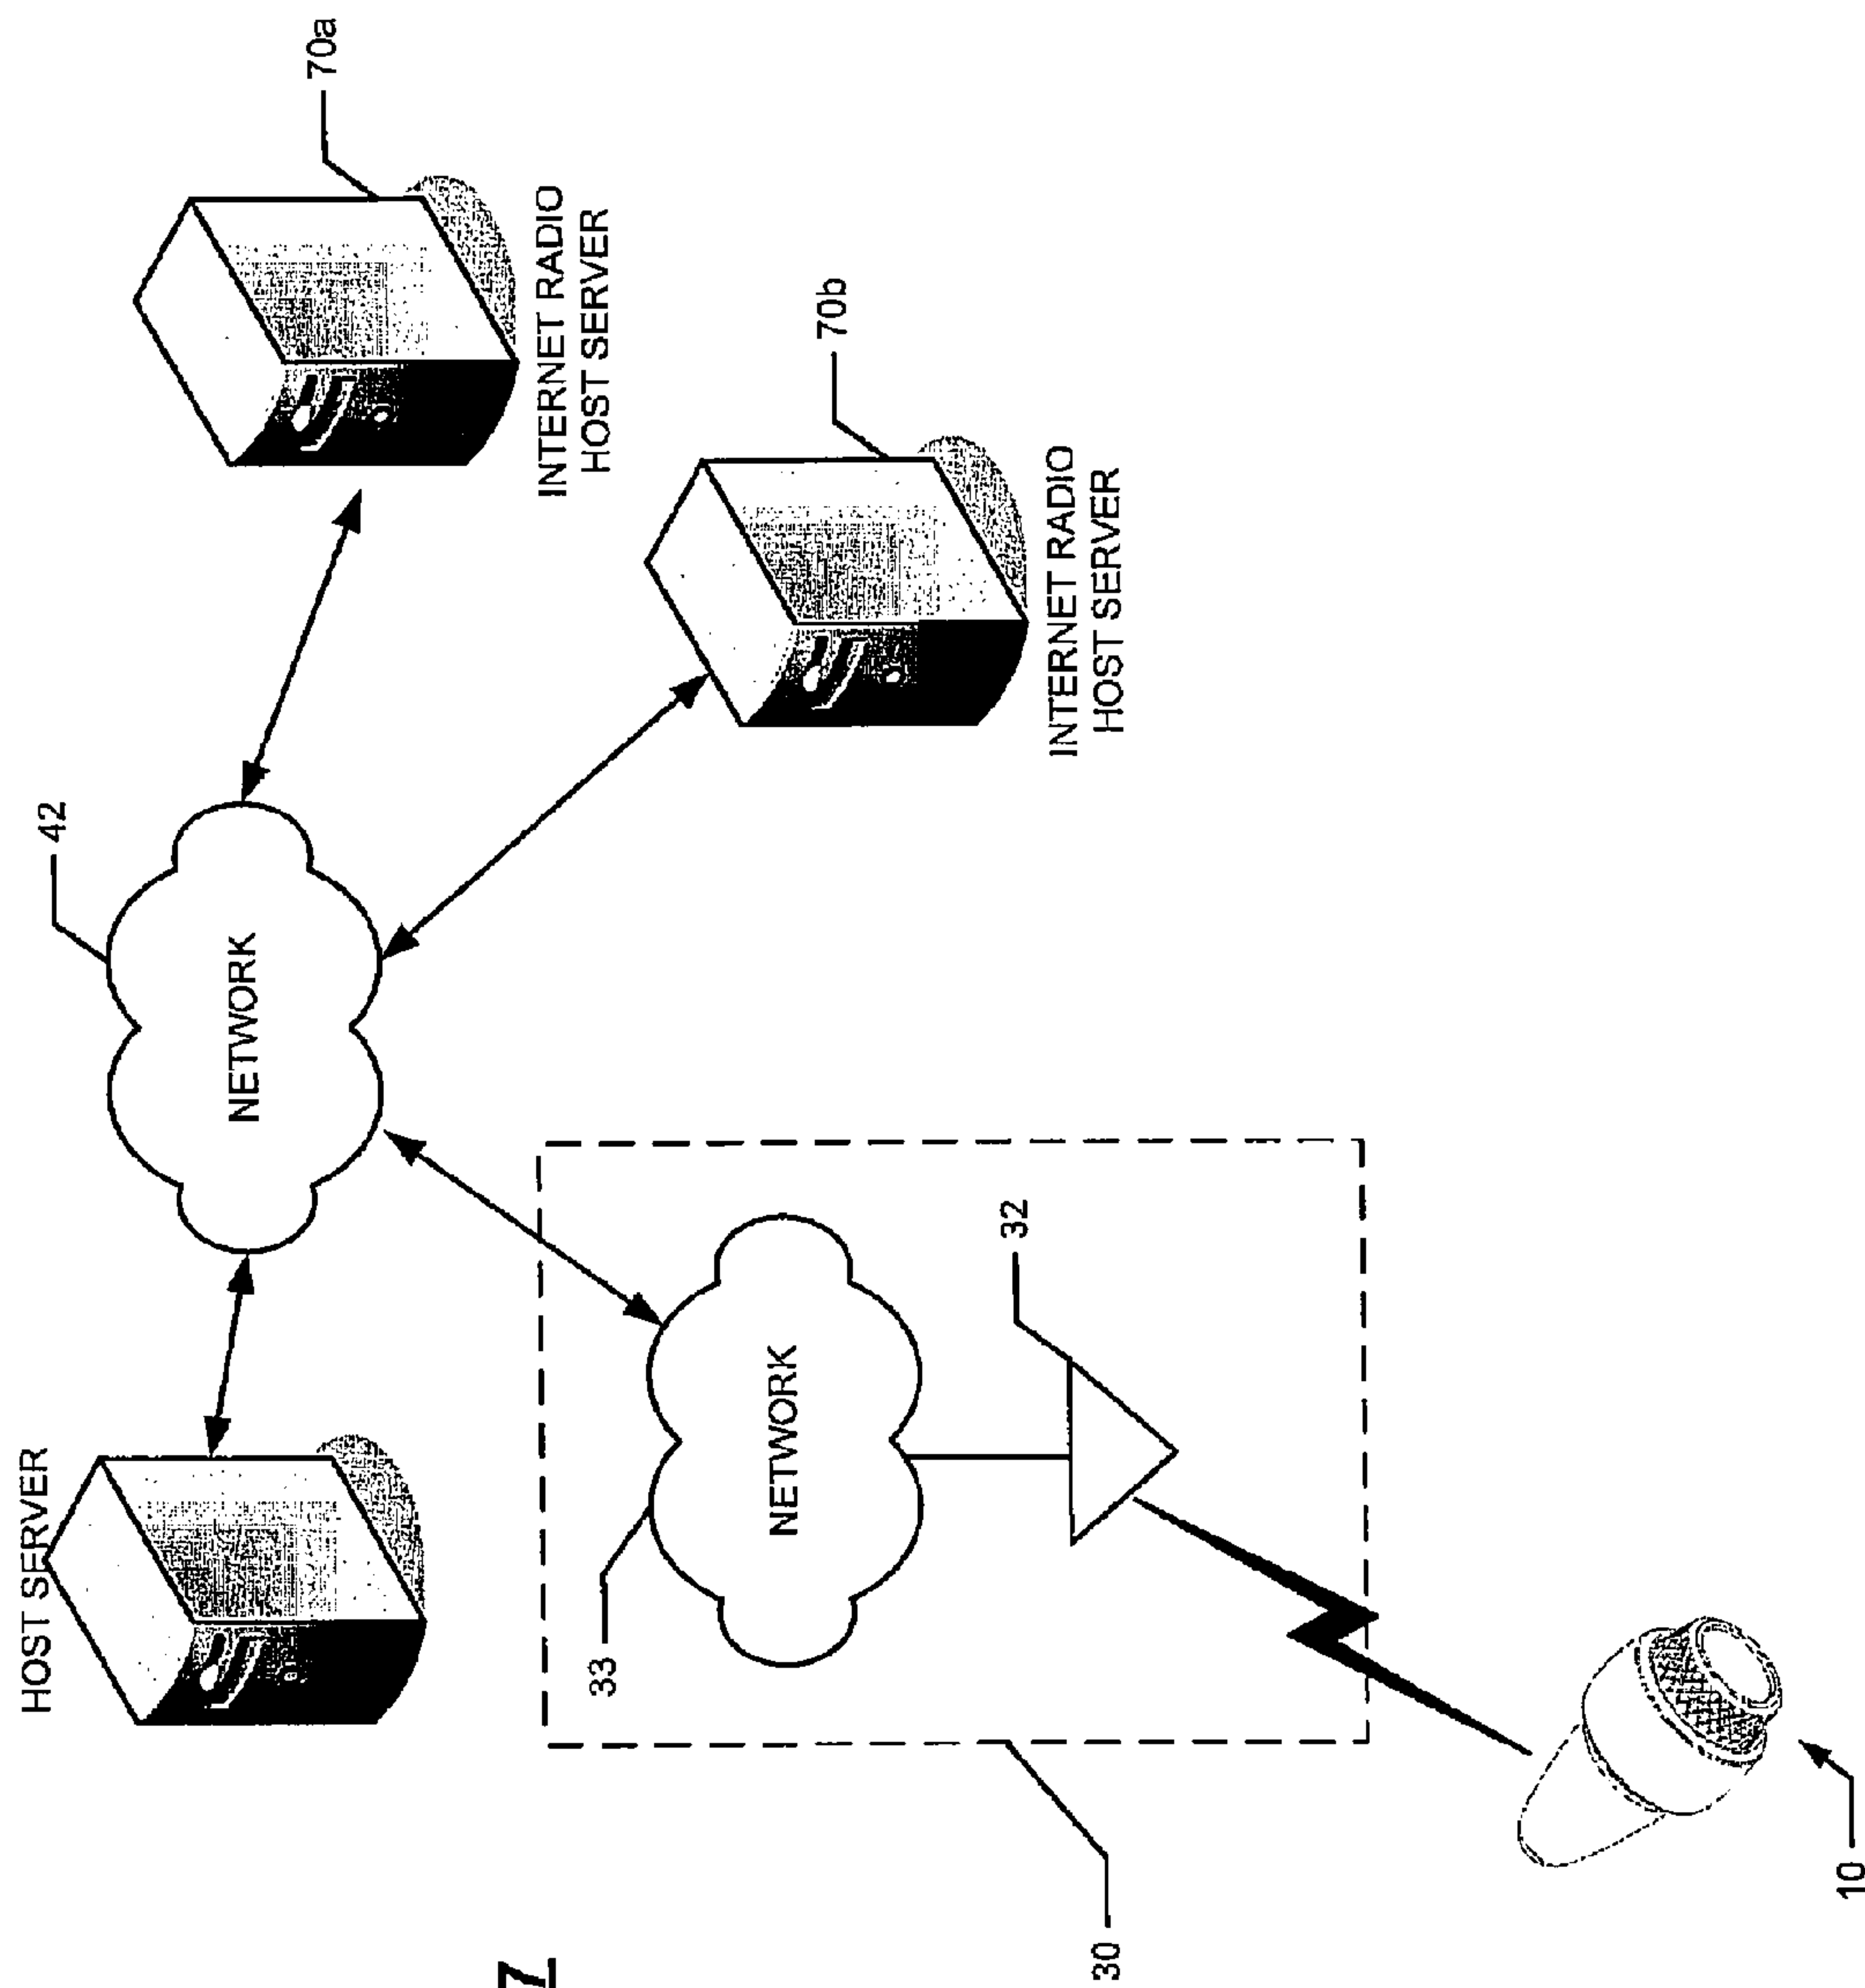 HOST SERVER
42
NETWORK
70a
INTERNET RADIO
HOST SERVER
33
NETWORK
70b
32
INTERNET RADIO
HOST SERVER
30
10